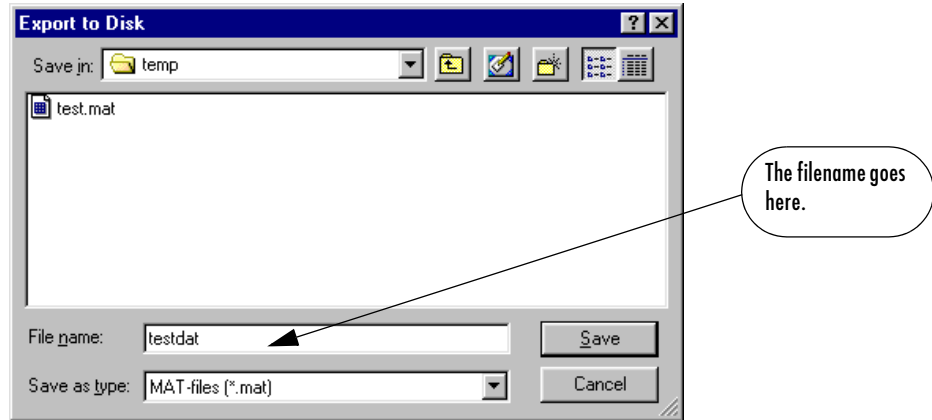 Export to Disk
Save in: temp
test.mat
The filename goes
here.
File name: testdat Save
Save as type: MAT-files (*.mat) Cancel